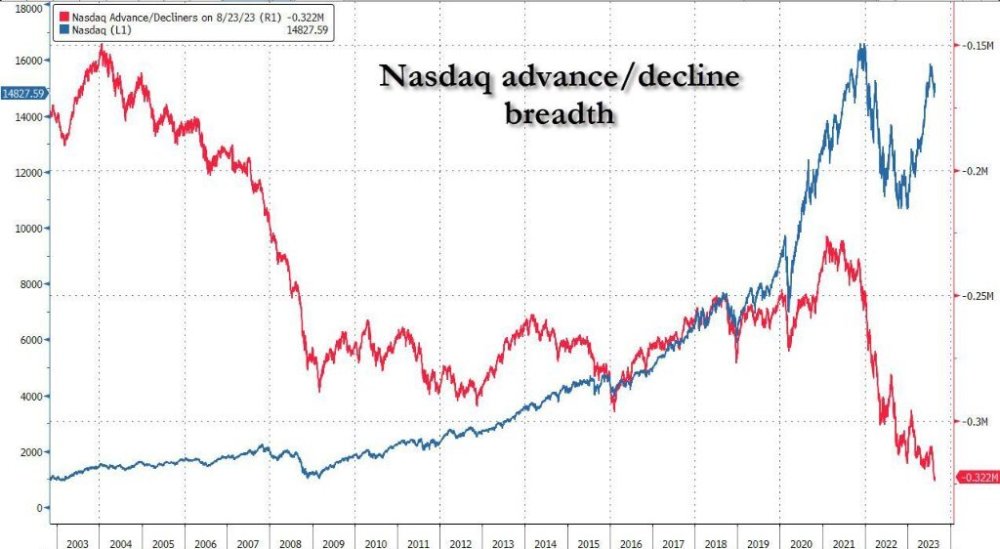 Nasdaq Advance/Decliners on 8/23/23 (R1) -0.322M
Nasdaq (L1) 14827.59
Nasdaq advance/decline
breadth
18000
16000
14827.59
14000
12000
10000
8000
6000
4000
2000
0
-0.15M
-0.2M
-0.25M
-0.3M
-0.322M
2003 2004 2005 2006 2007 2008 2009 2010 2011 2012 2013 2014 2015 2016 2017 2018 2019 2020 2021 2022 2023